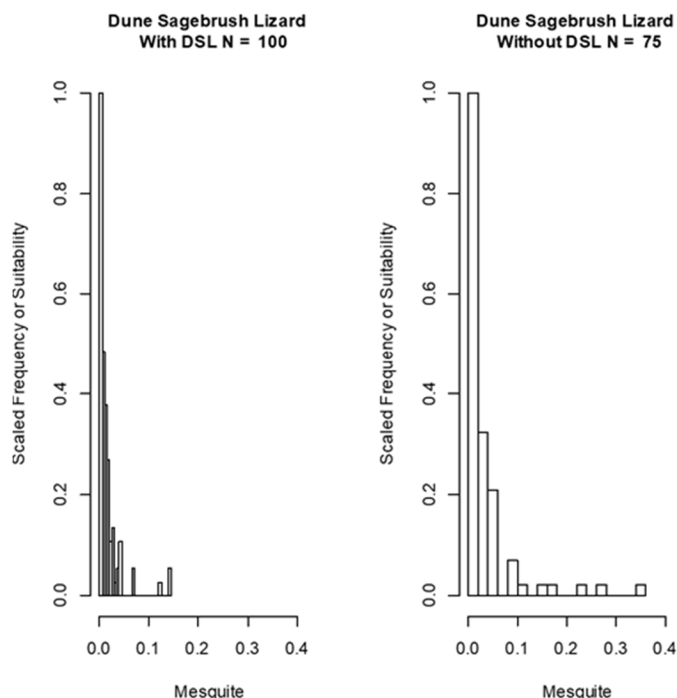 Dune Sagebrush Lizard
With DSL N = 100
Scaled Frequency or Suitability
1.0
0.8
0.6
0.4
0.2
0.0
0.0 0.1 0.2 0.3 0.4
Mesquite
Dune Sagebrush Lizard
Without DSL N = 75
Scaled Frequency or Suitability
1.0
0.8
0.6
0.4
0.2
0.0
0.0 0.1 0.2 0.3 0.4
Mesquite